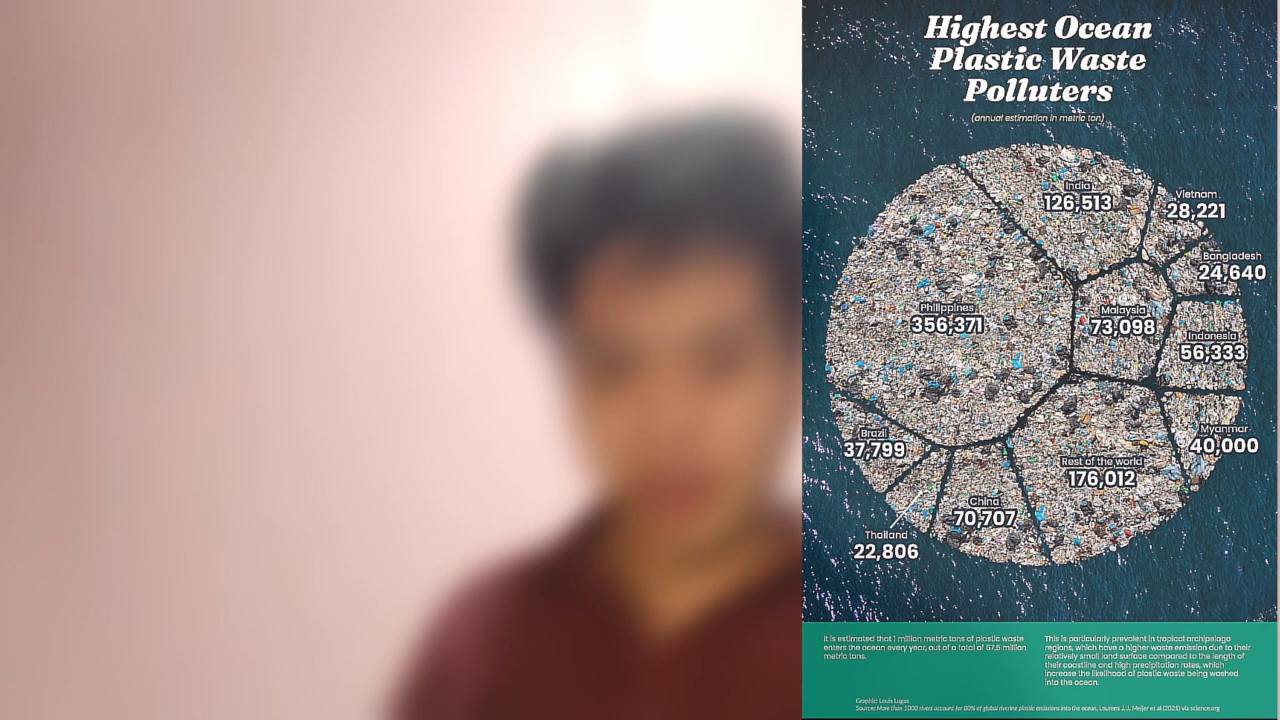 Highest Ocean
Plastic Waste
Polluters
(annual estimation in metric ton)
India
126,513
Vietnam
28,221
Bangladesh
24,640
Philippines
356,371
Malaysia
73,098
Indonesia
56,333
Brazil
37,799
Myanmar
40,000
Rest of the world
176,012
China
70,707
Thailand
22,806
It is estimated that 1 million metric tons of plastic waste
enters the ocean every year, out of a total of 67.5 million
metric tons.
This is particularly prevalent in tropical archipelago
regions, which have a higher waste emission due to their
relatively small land surface compared to the length of
their coastline and high precipitation rates, which
increase the likelihood of plastic waste being washed
into the ocean.
Graphic: Louis Lugas
Source: More than 1000 rivers account for 80% of global riverine plastic emissions into the ocean, Lourens J.J. Meijer et al (2021) via science.org